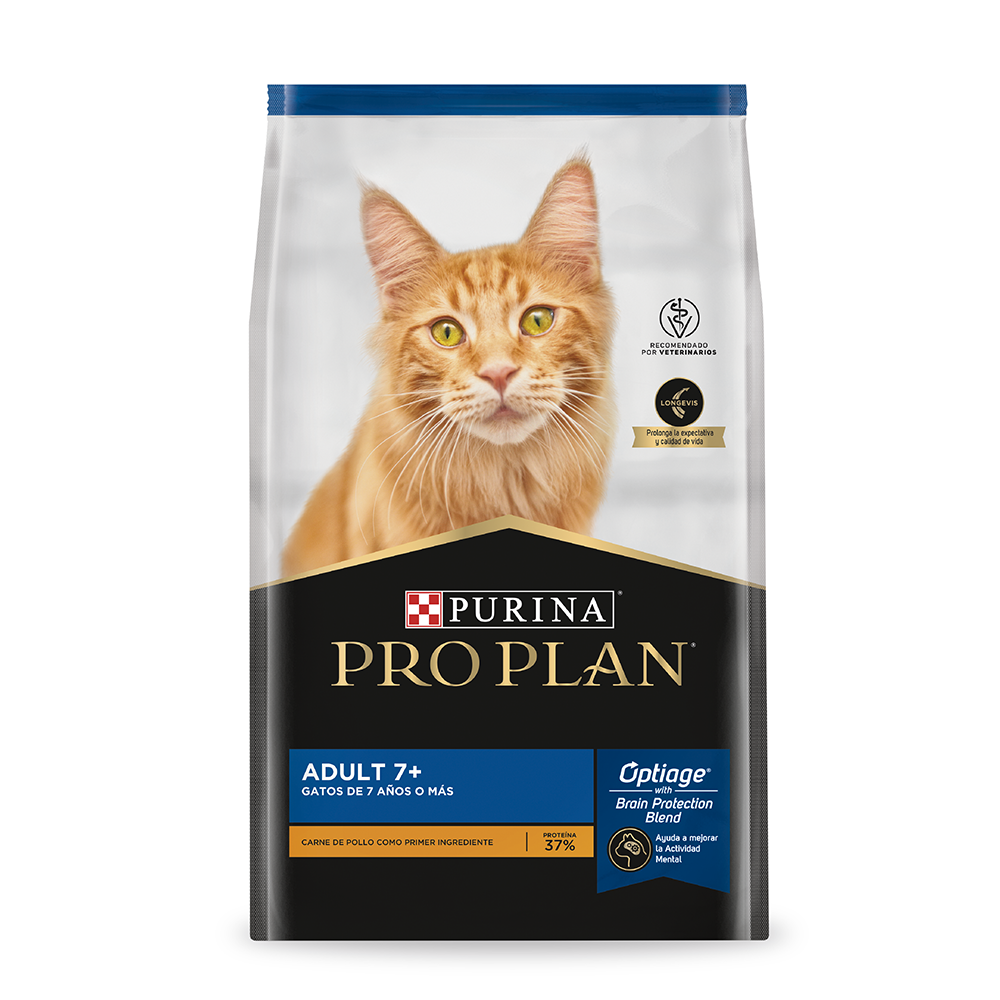 RECOMENDADO
POR VETERINARIOS
LONGEVIS
Prolonga la expectativa
y calidad de vida
PURINA®
PRO PLAN®
ADULT 7+
GATOS DE 7 AÑOS O MÁS
CARNE DE POLLO COMO PRIMER INGREDIENTE
PROTEÍNA
37%
Optiage®
with
Brain Protection
Blend
Ayuda a mejorar
la Actividad
Mental